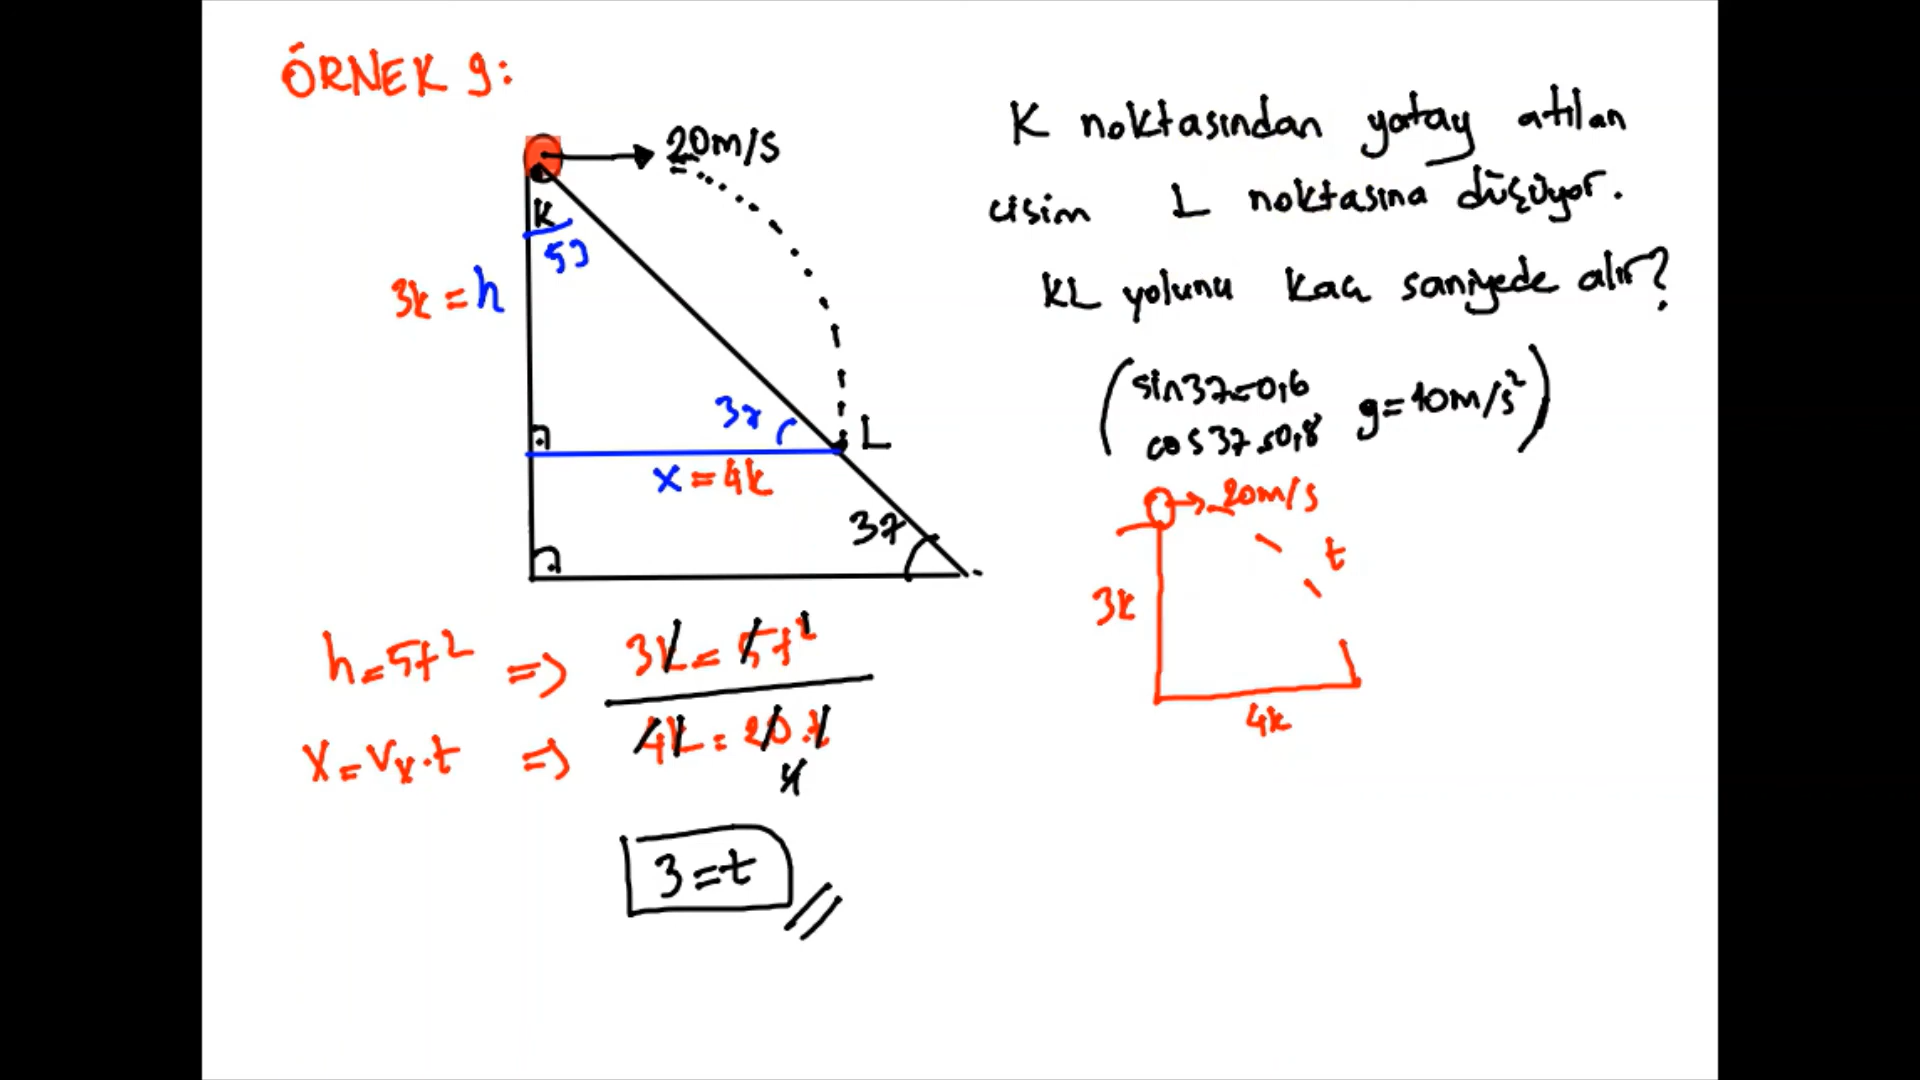 ÖRNEK 9:
20m/s
K
53
3k = h
37
L
x = 4k
37
K noktasından yatay atılan
cisim L noktasına düşüyor.
KL yolunu kaç saniyede alır?
(sin37=0,6
cos37=0,8 g=10m/s²)
20m/s
t
3k
4k
h=5t² => 3k=5t²
x=Vx.t => 4k=20.t
4
3=t